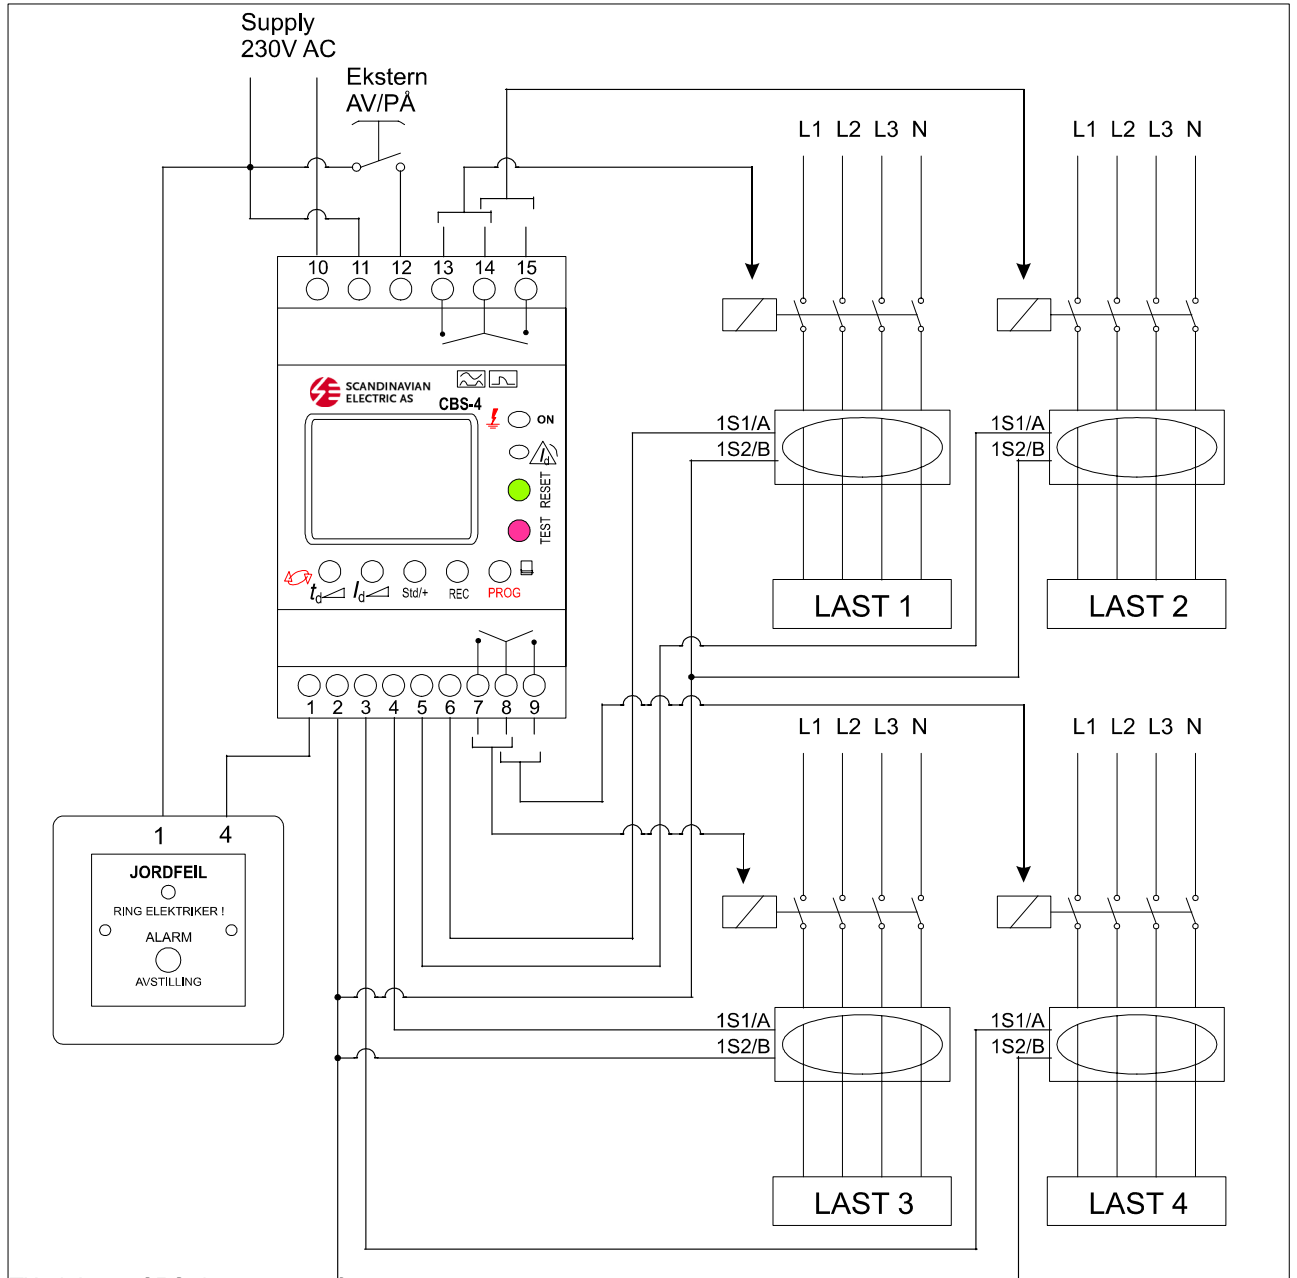 Supply
230V AC
Ekstern
AV/PÅ
L1 L2 L3 N
L1 L2 L3 N
10 11 12 13 14 15
SCANDINAVIAN
ELECTRIC AS
CBS-4
ON
Id
RESET
TEST
td Id Std/+ REC PROG
1S1/A
1S2/B
1S1/A
1S2/B
LAST 1
LAST 2
1 2 3 4 5 6 7 8 9
L1 L2 L3 N
L1 L2 L3 N
1 4
JORDFEIL
RING ELEKTRIKER !
ALARM
AVSTILLING
1S1/A
1S2/B
1S1/A
1S2/B
LAST 3
LAST 4